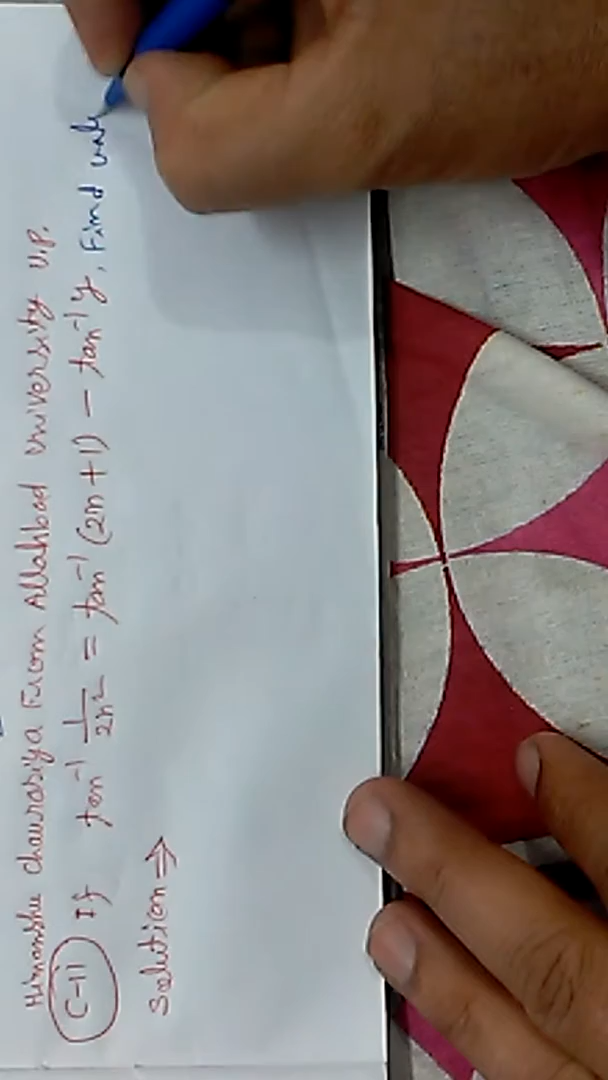 Himanshu chaurasiya From Allahbad University U.P.
C-11 If tan⁻¹ 1/2n² = tan⁻¹(2n+1) - tan⁻¹y, Find valu
Solution ⇒